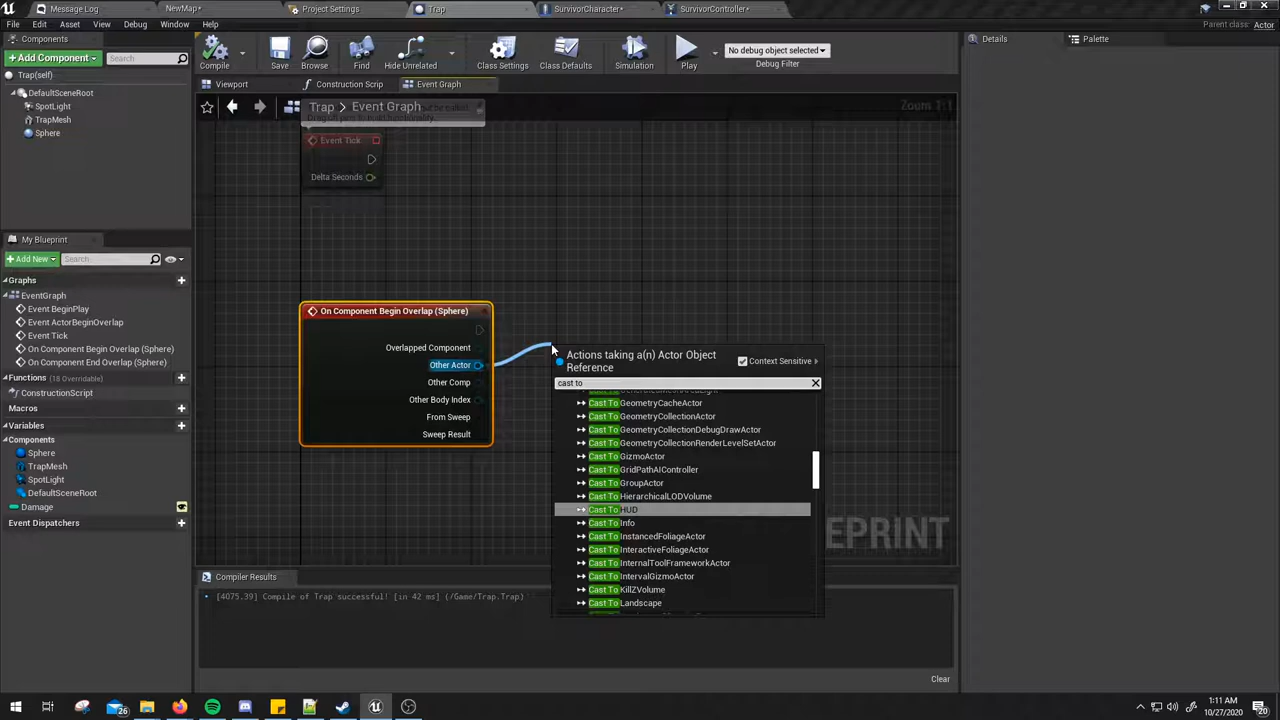 Message Log
NewMap*
Project Settings
Trap
SurvivorCharacter*
SurvivorController*
File Edit Asset View Debug Window Help
Parent class: Actor
Components
+Add Component
Search
Trap(self)
DefaultSceneRoot
SpotLight
TrapMesh
Sphere
Compile
Save
Browse
Find
Hide Unrelated
Class Settings
Class Defaults
Simulation
Play
No debug object selected
Debug Filter
Details
Palette
Viewport
Construction Script
Event Graph
Trap > Event Graph
Zoom 1:1
Event Tick
Delta Seconds
My Blueprint
+Add New
Search
Graphs
EventGraph
Event BeginPlay
Event ActorBeginOverlap
Event Tick
On Component Begin Overlap (Sphere)
On Component End Overlap (Sphere)
Functions (18 Overridable)
ConstructionScript
Macros
Variables
Components
Sphere
TrapMesh
SpotLight
DefaultSceneRoot
Damage
Event Dispatchers
On Component Begin Overlap (Sphere)
Overlapped Component
Other Actor
Other Comp
Other Body Index
From Sweep
Sweep Result
Actions taking a(n) Actor Object
Reference
Context Sensitive
cast to
Cast To GeometryCacheActor
Cast To GeometryCollectionActor
Cast To GeometryCollectionDebugDrawActor
Cast To GeometryCollectionRenderLevelSetActor
Cast To GizmoActor
Cast To GridPathAIController
Cast To GroupActor
Cast To HierarchicalLODVolume
Cast To HUD
Cast To Info
Cast To InstancedFoliageActor
Cast To InteractiveFoliageActor
Cast To InternalToolFrameworkActor
Cast To IntervalGizmoActor
Cast To KillZVolume
Cast To Landscape
EPRINT
Compiler Results
[4075.39] Compile of Trap successful! [in 42 ms] (/Game/Trap.Trap)
Clear
26
1:11 AM
10/27/2020
20